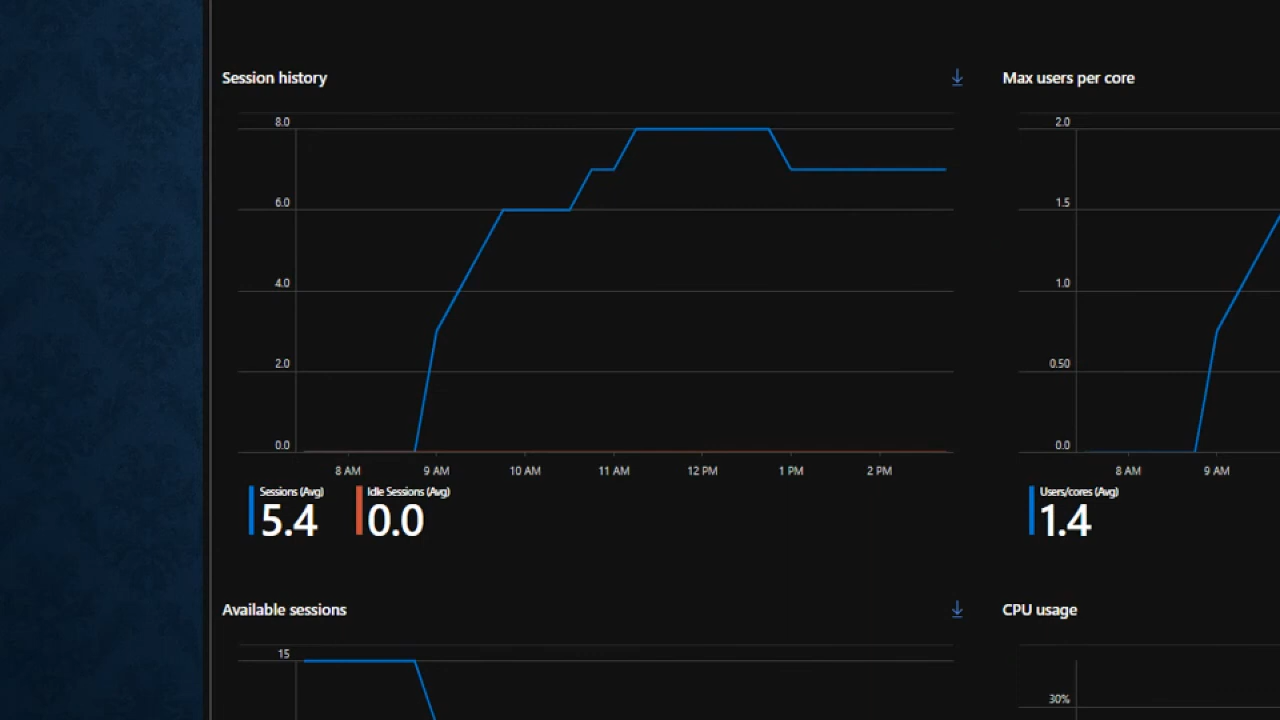 Session history
8.0
6.0
4.0
2.0
0.0
8 AM 9 AM 10 AM 11 AM 12 PM 1 PM 2 PM
Sessions (Avg)
5.4
Idle Sessions (Avg)
0.0
Max users per core
2.0
1.5
1.0
0.50
0.0
8 AM 9 AM
Users/cores (Avg)
1.4
Available sessions
15
CPU usage
30%